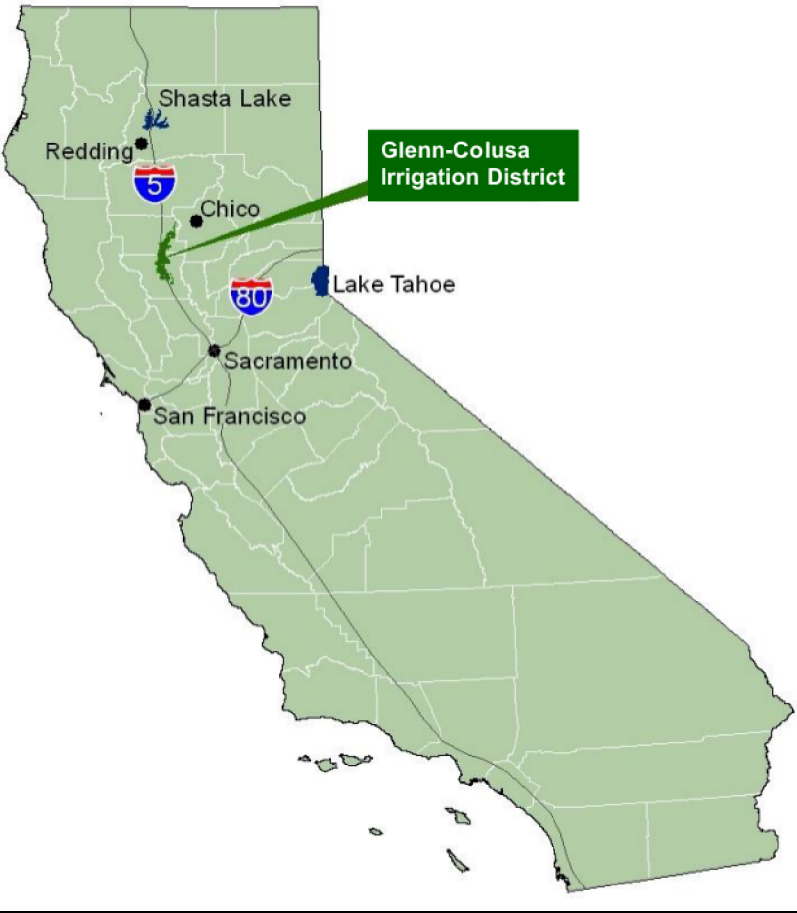 Shasta Lake
Redding
Glenn-Colusa
Irrigation District
5
Chico
80
Lake Tahoe
Sacramento
San Francisco